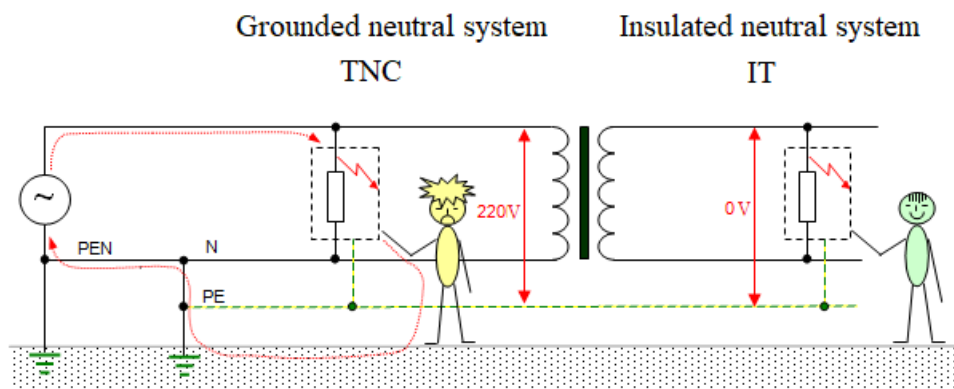 Grounded neutral system
TNC
Insulated neutral system
IT
~
220V
0 V
PEN
N
PE